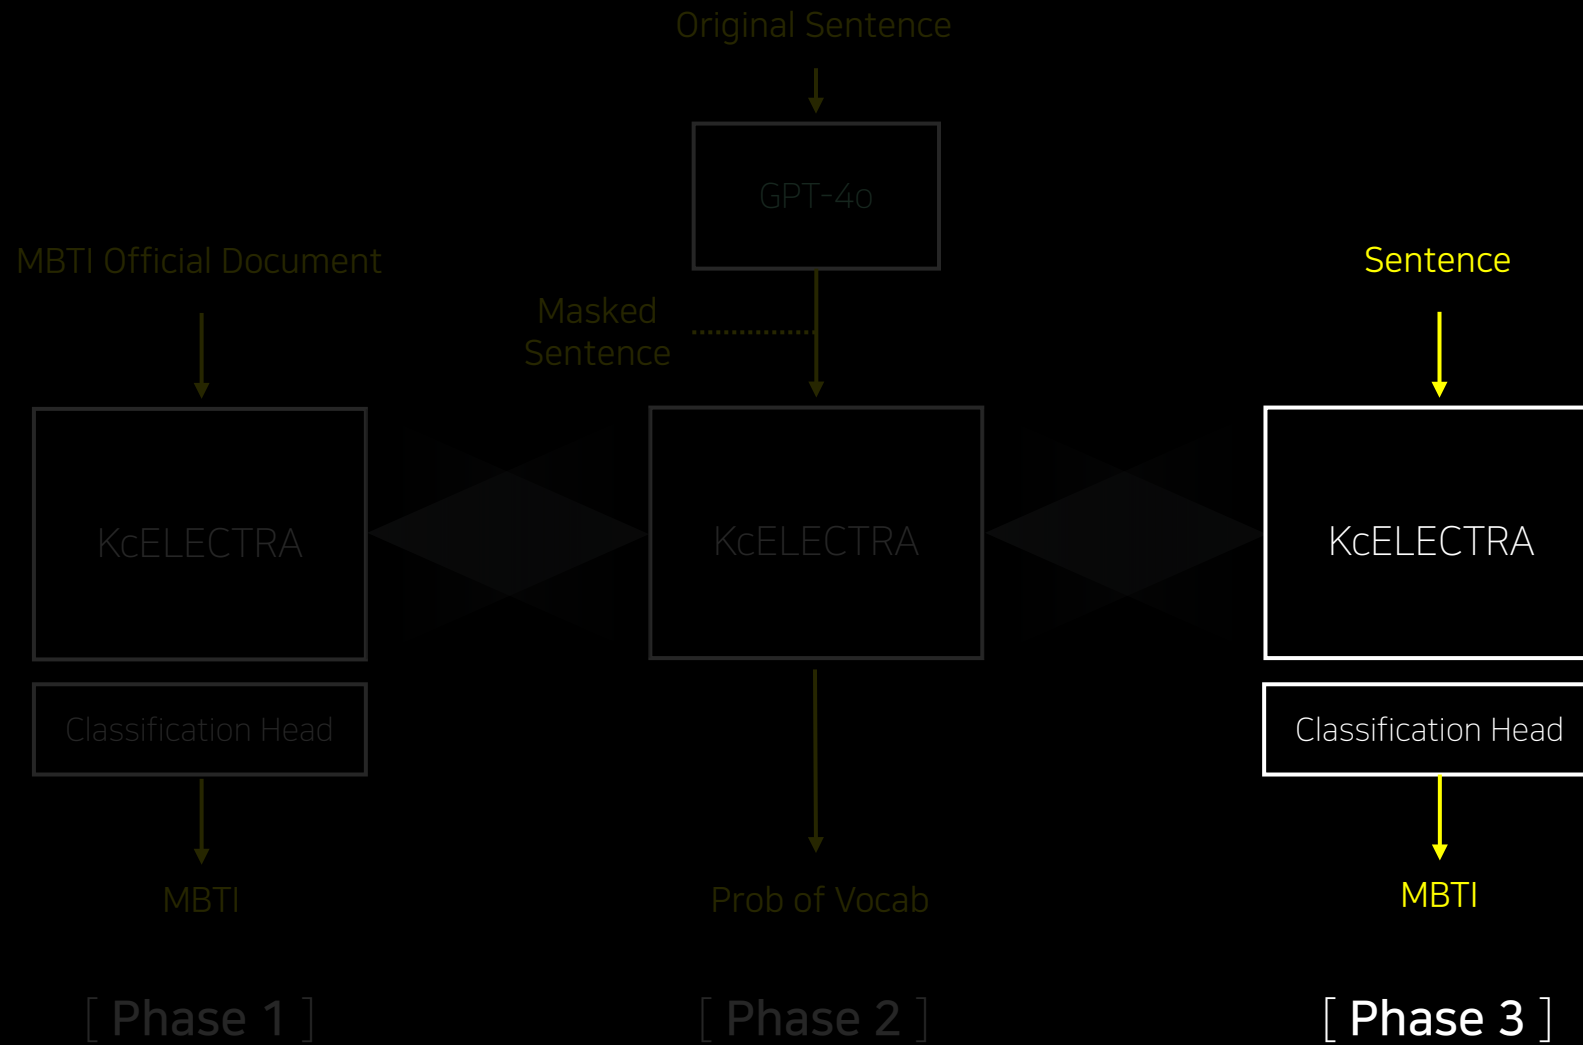 Original Sentence
GPT-4o
MBTI Official Document
Masked
Sentence
Sentence
KcELECTRA
KcELECTRA
KcELECTRA
Classification Head
Classification Head
MBTI
Prob of Vocab
MBTI
[ Phase 1 ]
[ Phase 2 ]
[ Phase 3 ]